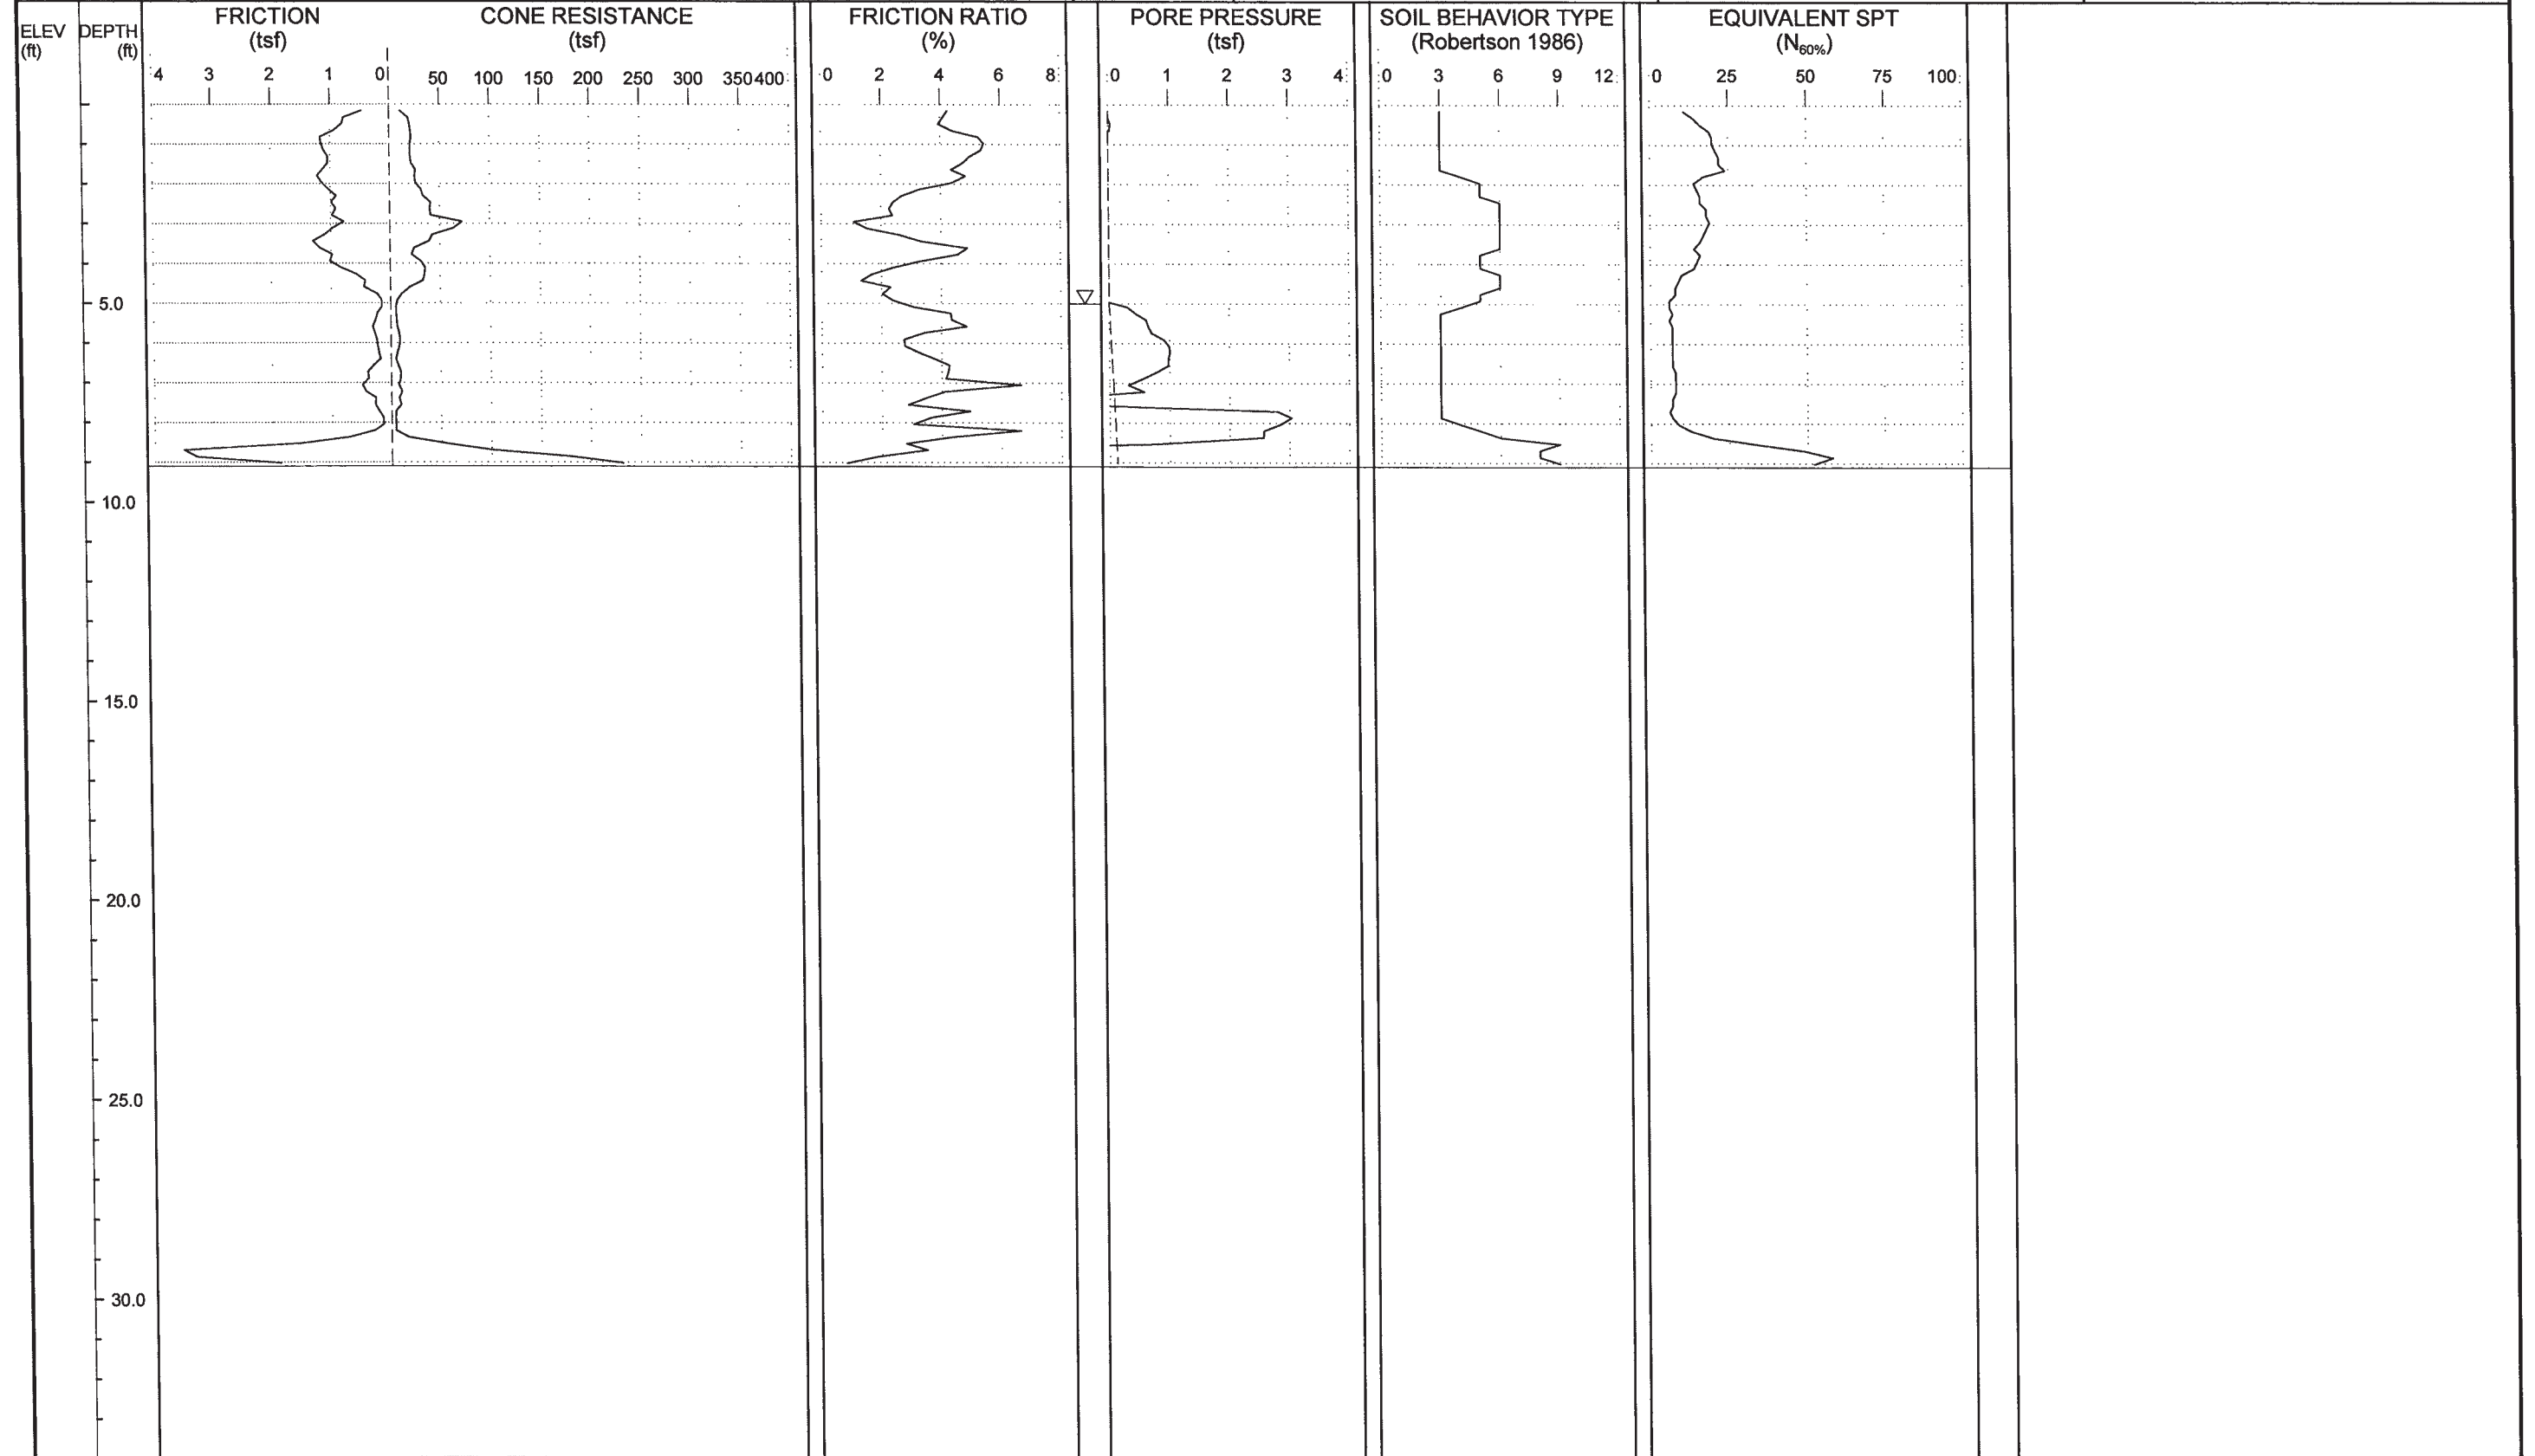 ELEV
(ft)
DEPTH
(ft)
FRICTION
(tsf)
CONE RESISTANCE
(tsf)
FRICTION RATIO
(%)
PORE PRESSURE
(tsf)
SOIL BEHAVIOR TYPE
(Robertson 1986)
EQUIVALENT SPT
(N60%)
4 3 2 1 0 50 100 150 200 250 300 350 400
0 2 4 6 8
0 1 2 3 4
0 3 6 9 12
0 25 50 75 100
5.0
10.0
15.0
20.0
25.0
30.0